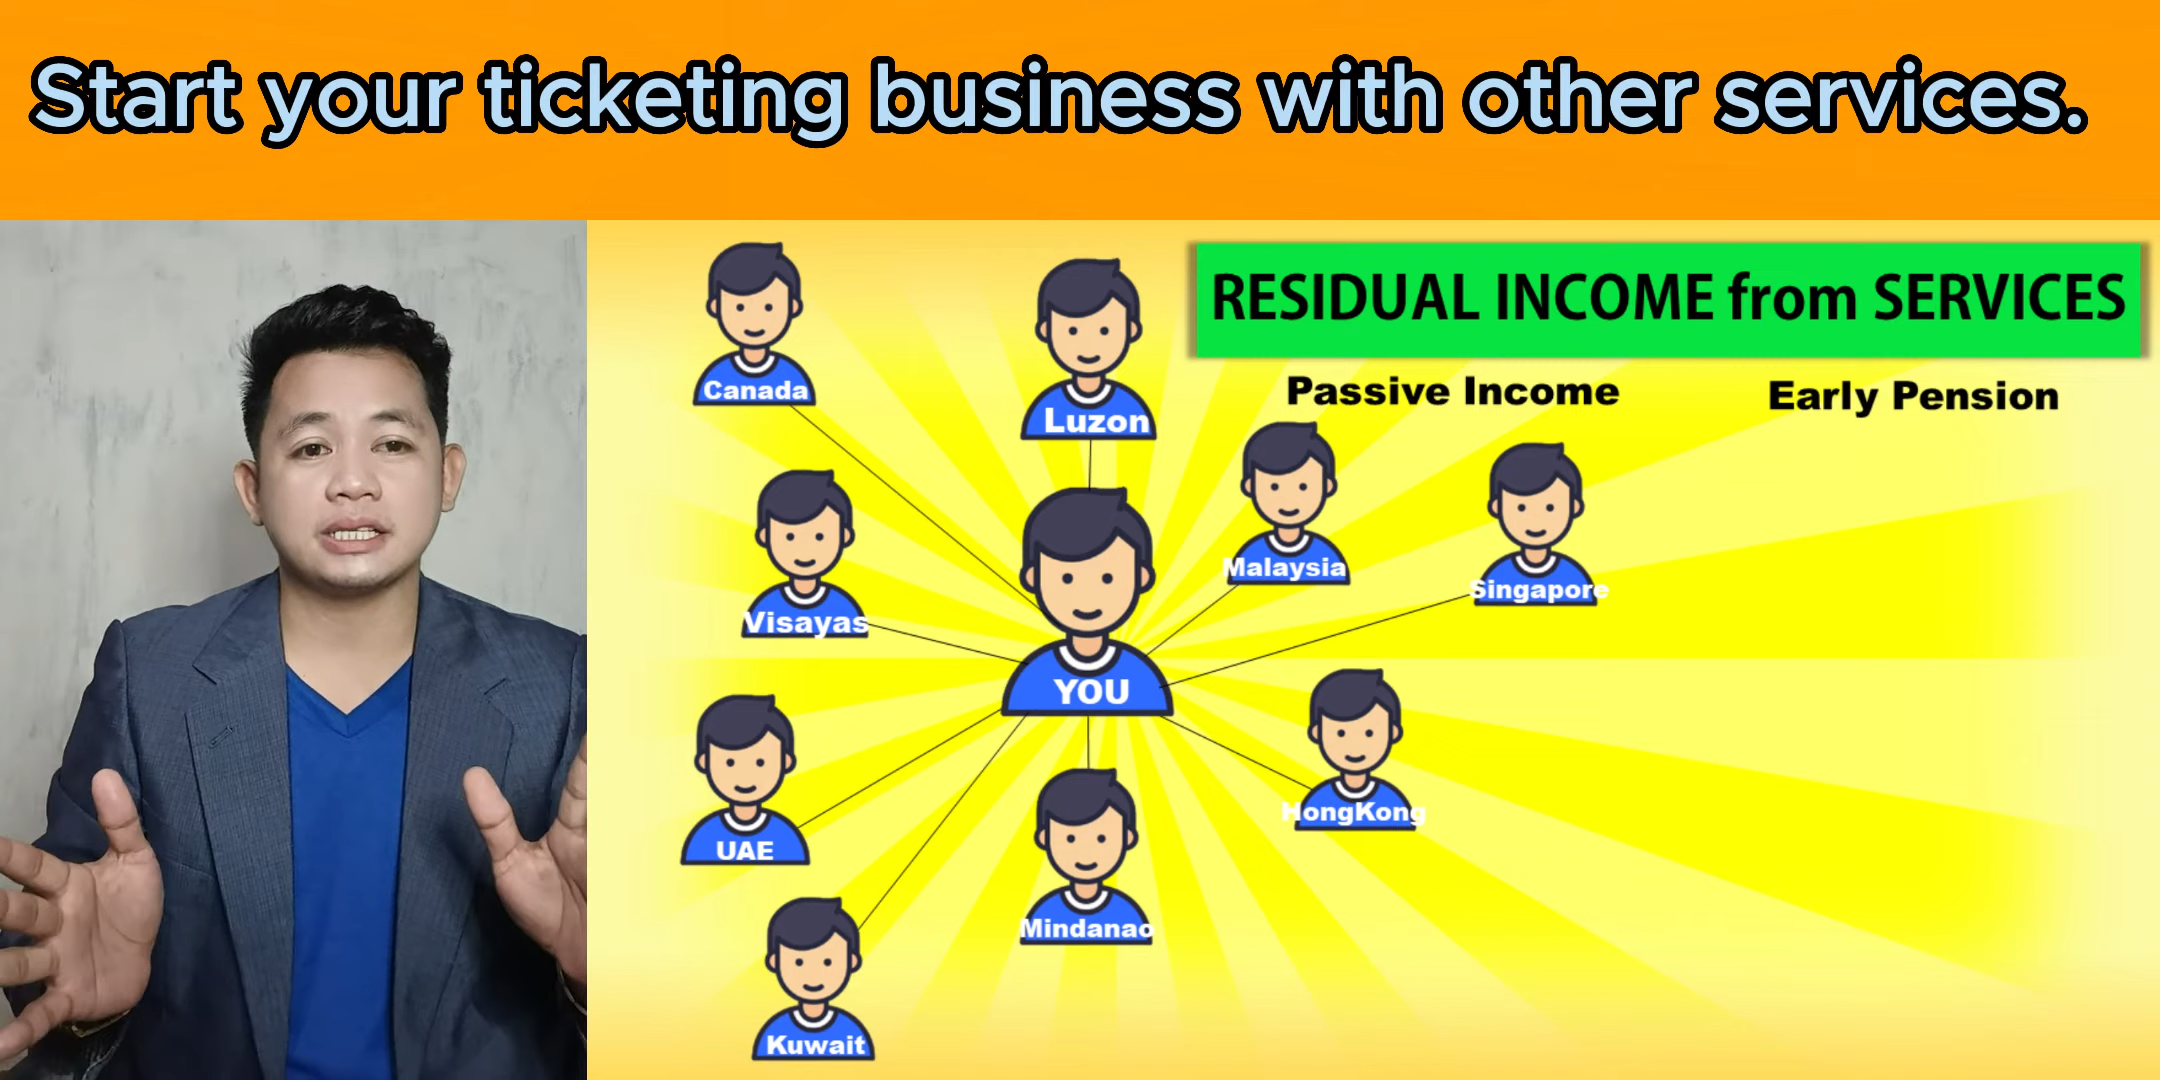 Start your ticketing business with other services.
RESIDUAL INCOME from SERVICES
Passive Income
Early Pension
Canada
Luzon
Malaysia
Singapore
Visayas
YOU
HongKong
UAE
Mindanao
Kuwait